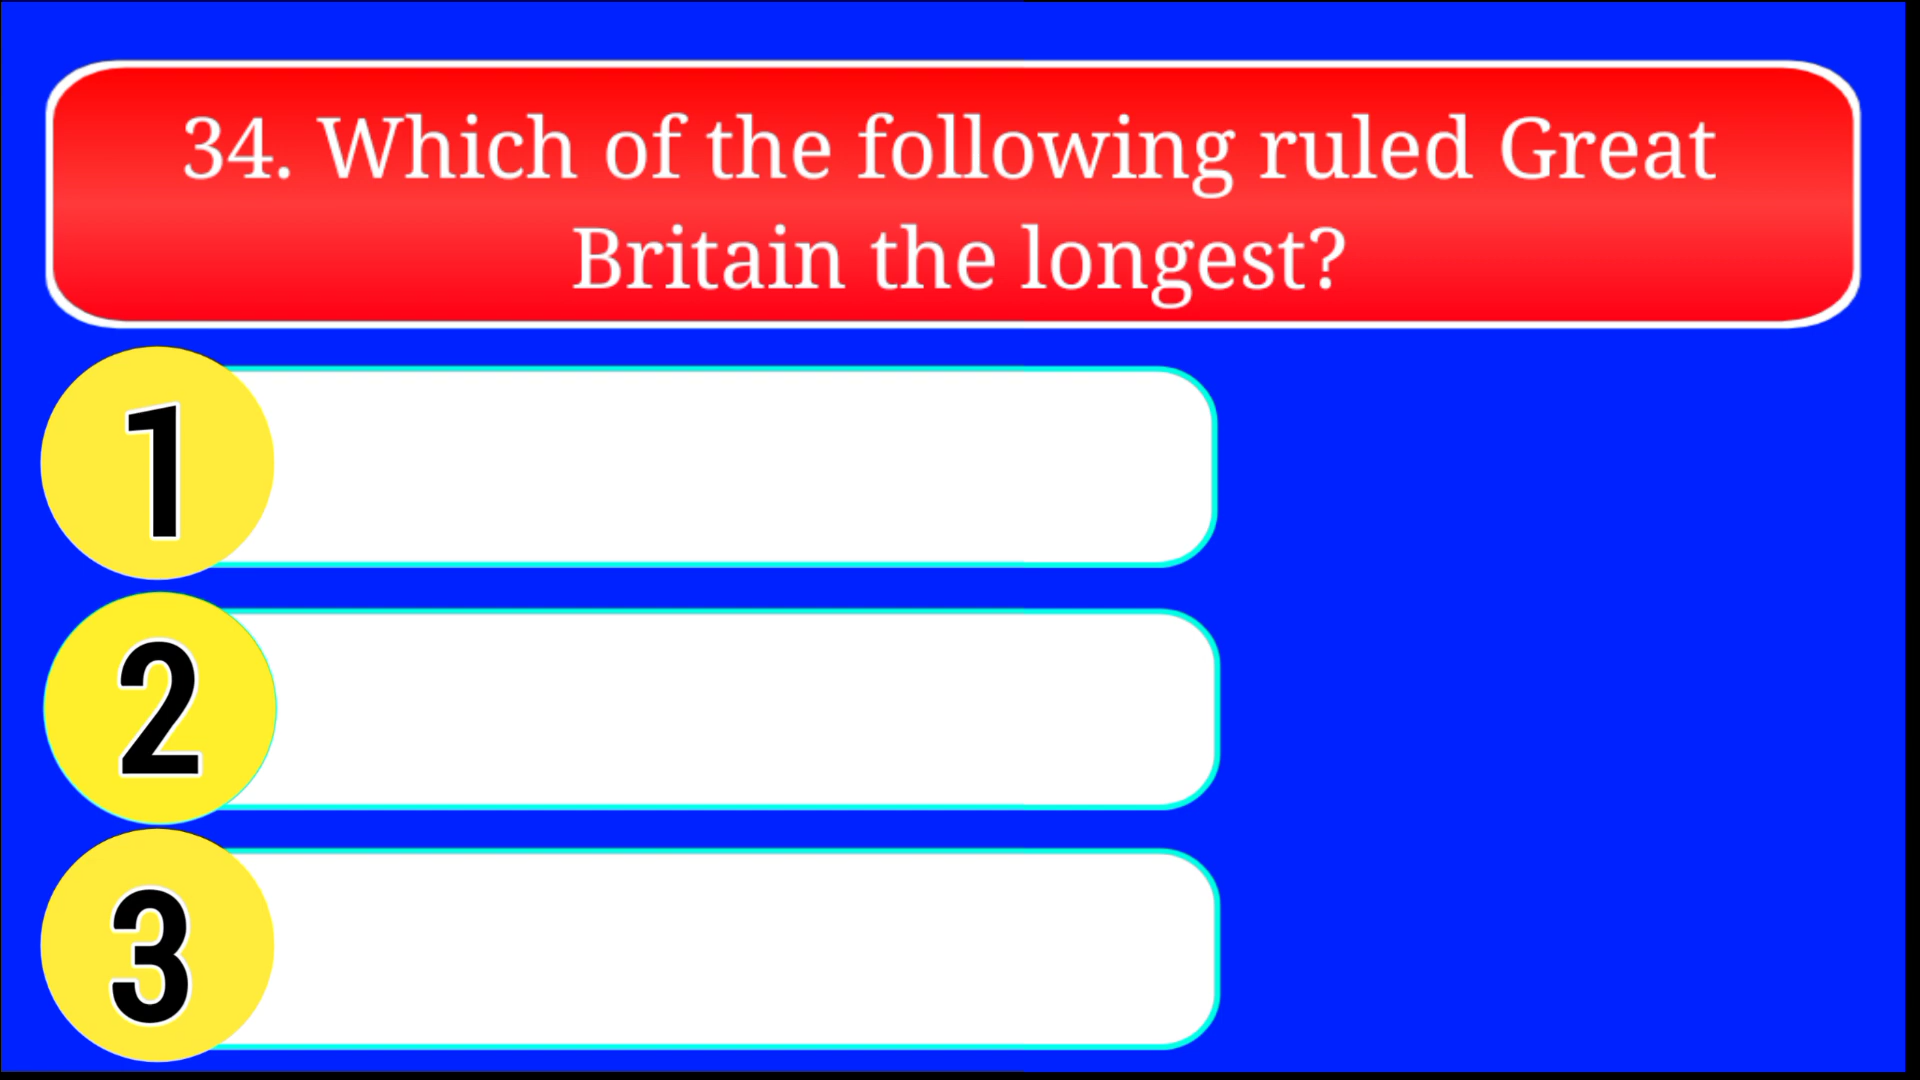 34. Which of the following ruled Great
Britain the longest?
1
2
3